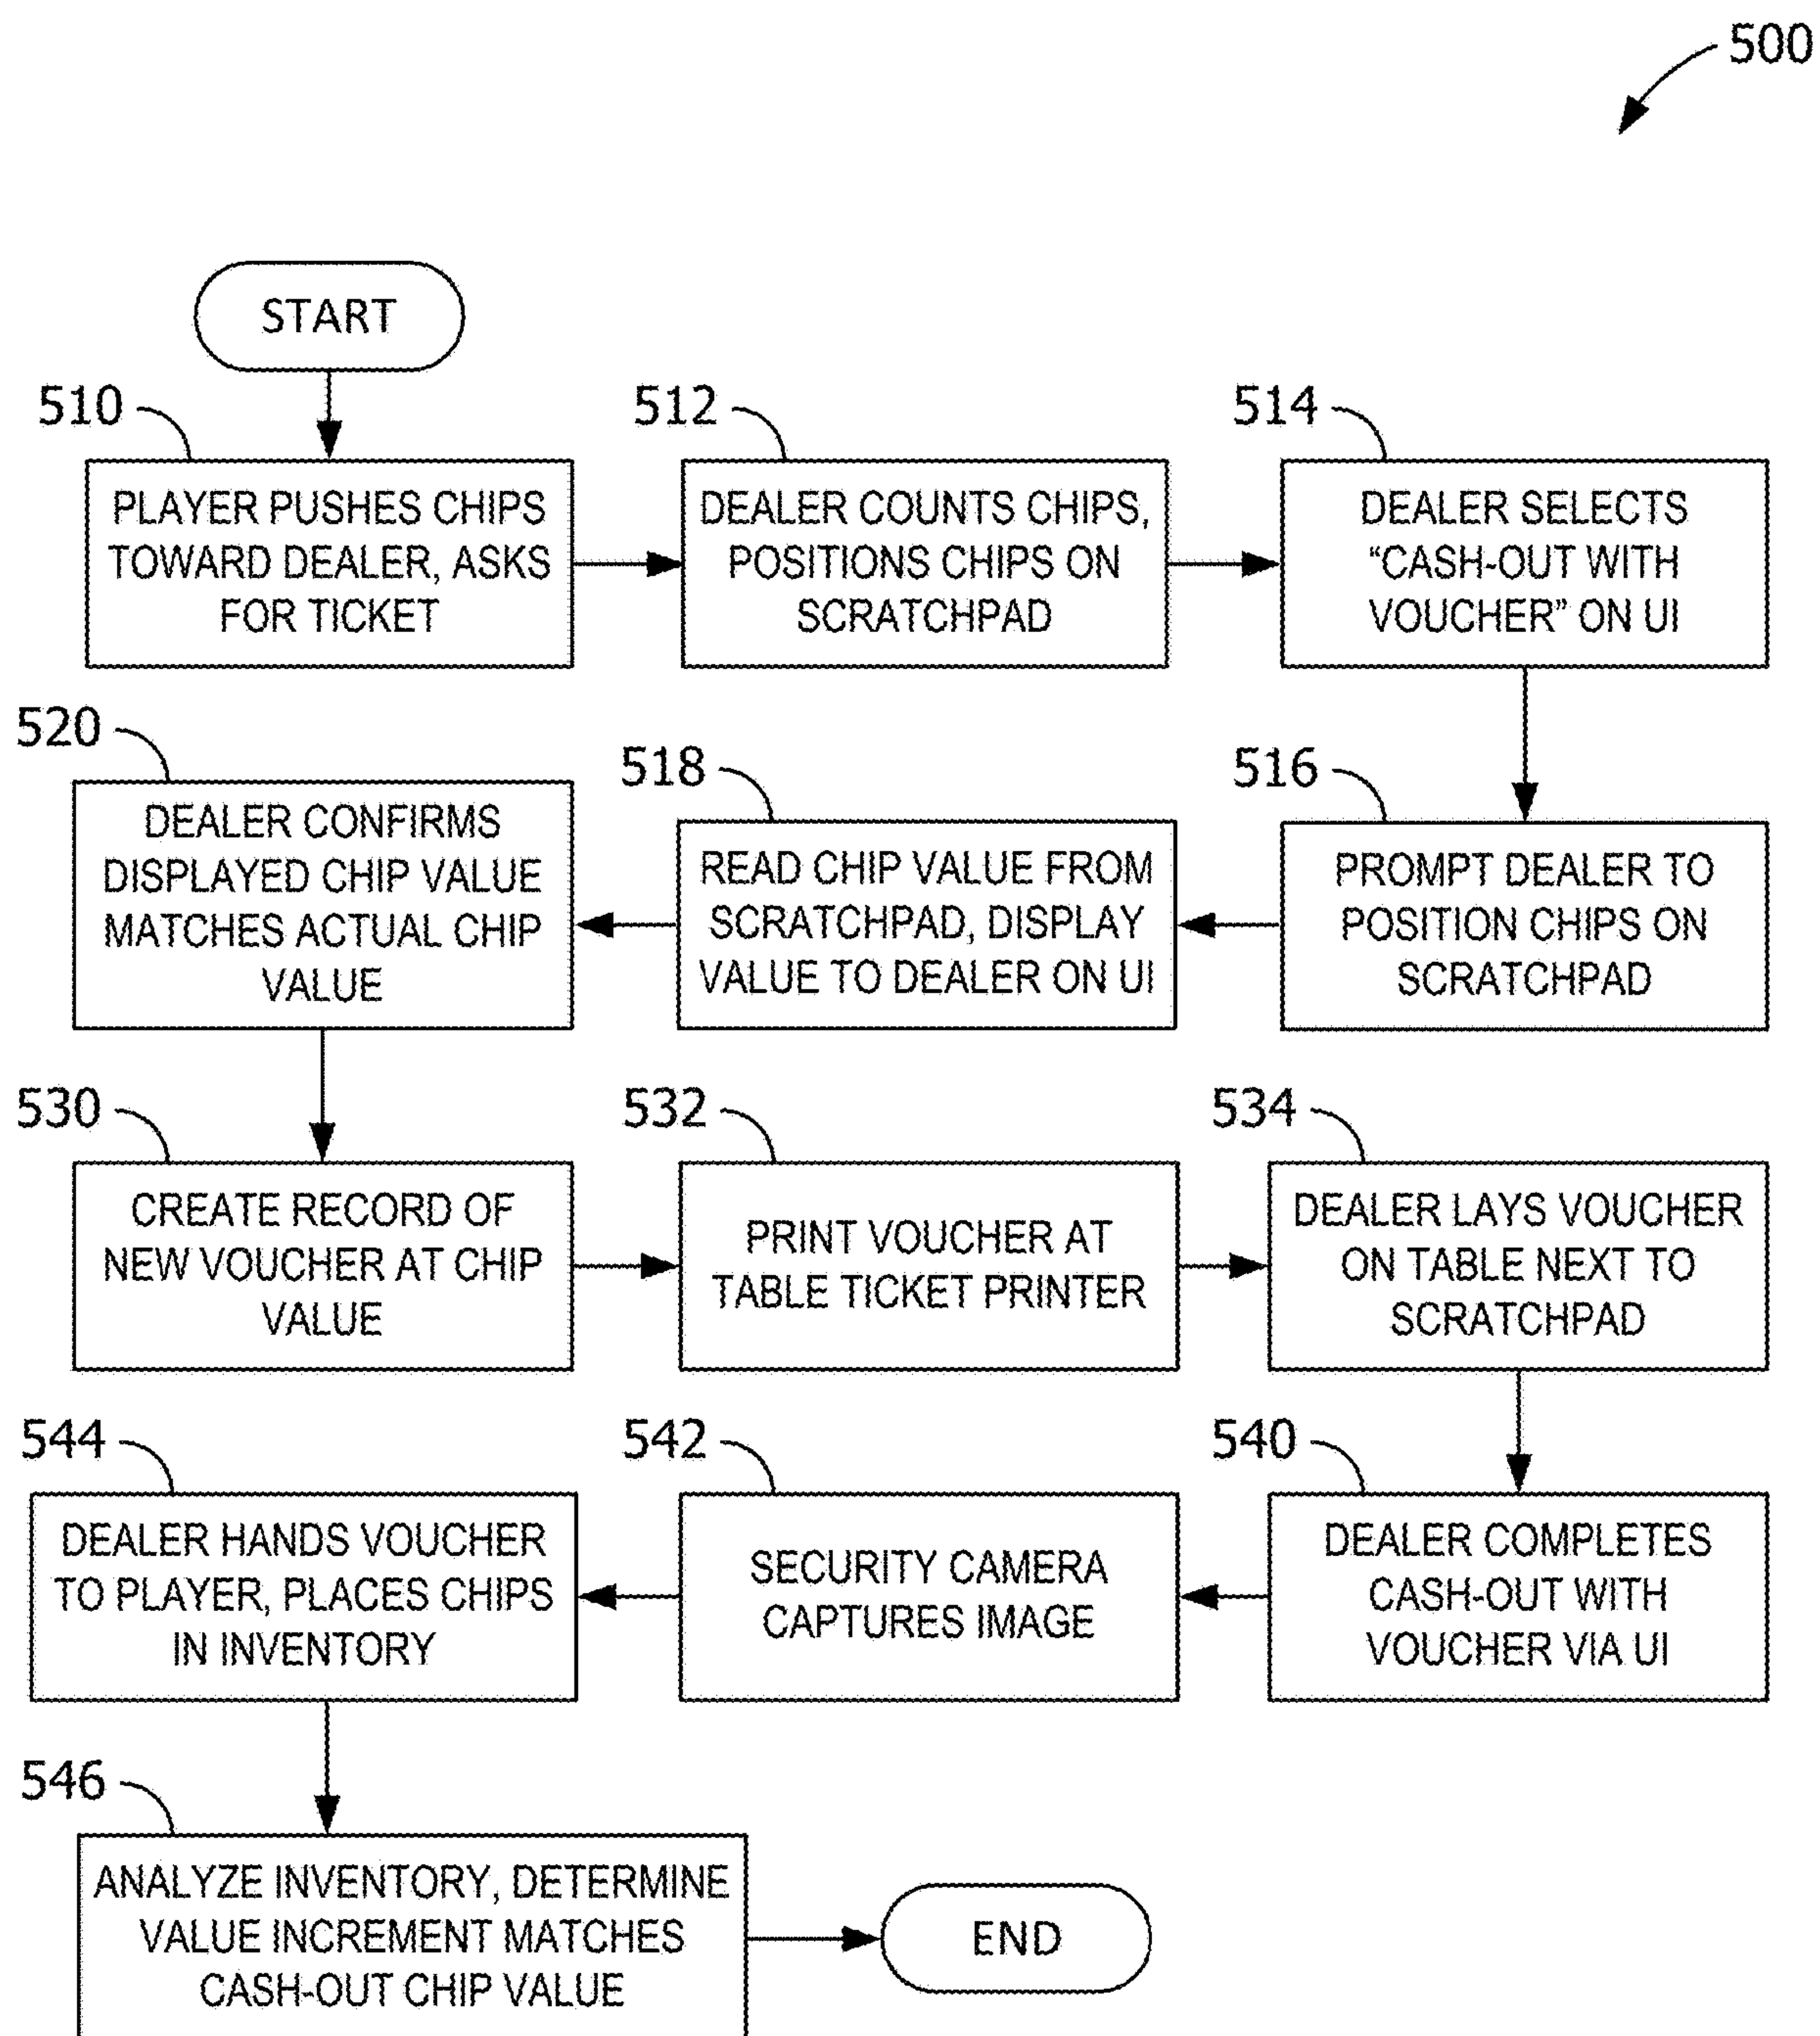 500
START
510
PLAYER PUSHES CHIPS
TOWARD DEALER, ASKS
FOR TICKET
512
DEALER COUNTS CHIPS,
POSITIONS CHIPS ON
SCRATCHPAD
514
DEALER SELECTS
“CASH-OUT WITH
VOUCHER” ON UI
516
PROMPT DEALER TO
POSITION CHIPS ON
SCRATCHPAD
518
READ CHIP VALUE FROM
SCRATCHPAD, DISPLAY
VALUE TO DEALER ON UI
520
DEALER CONFIRMS
DISPLAYED CHIP VALUE
MATCHES ACTUAL CHIP
VALUE
530
CREATE RECORD OF
NEW VOUCHER AT CHIP
VALUE
532
PRINT VOUCHER AT
TABLE TICKET PRINTER
534
DEALER LAYS VOUCHER
ON TABLE NEXT TO
SCRATCHPAD
540
DEALER COMPLETES
CASH-OUT WITH
VOUCHER VIA UI
542
SECURITY CAMERA
CAPTURES IMAGE
544
DEALER HANDS VOUCHER
TO PLAYER, PLACES CHIPS
IN INVENTORY
546
ANALYZE INVENTORY, DETERMINE
VALUE INCREMENT MATCHES
CASH-OUT CHIP VALUE
END